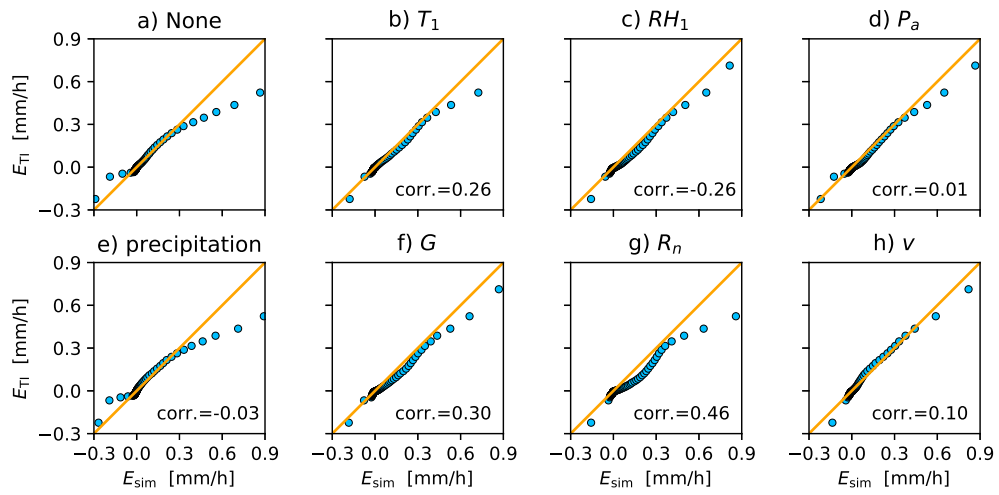 a) None
b) T1
c) RH1
d) Pa
0.9
0.6
0.3
0.0
−0.3
ETI [mm/h]
corr.=0.26
corr.=-0.26
corr.=0.01
e) precipitation
f) G
g) Rn
h) v
0.9
0.6
0.3
0.0
−0.3
ETI [mm/h]
corr.=-0.03
corr.=0.30
corr.=0.46
corr.=0.10
−0.3 0.0 0.3 0.6 0.9
−0.3 0.0 0.3 0.6 0.9
−0.3 0.0 0.3 0.6 0.9
−0.3 0.0 0.3 0.6 0.9
Esim [mm/h]
Esim [mm/h]
Esim [mm/h]
Esim [mm/h]